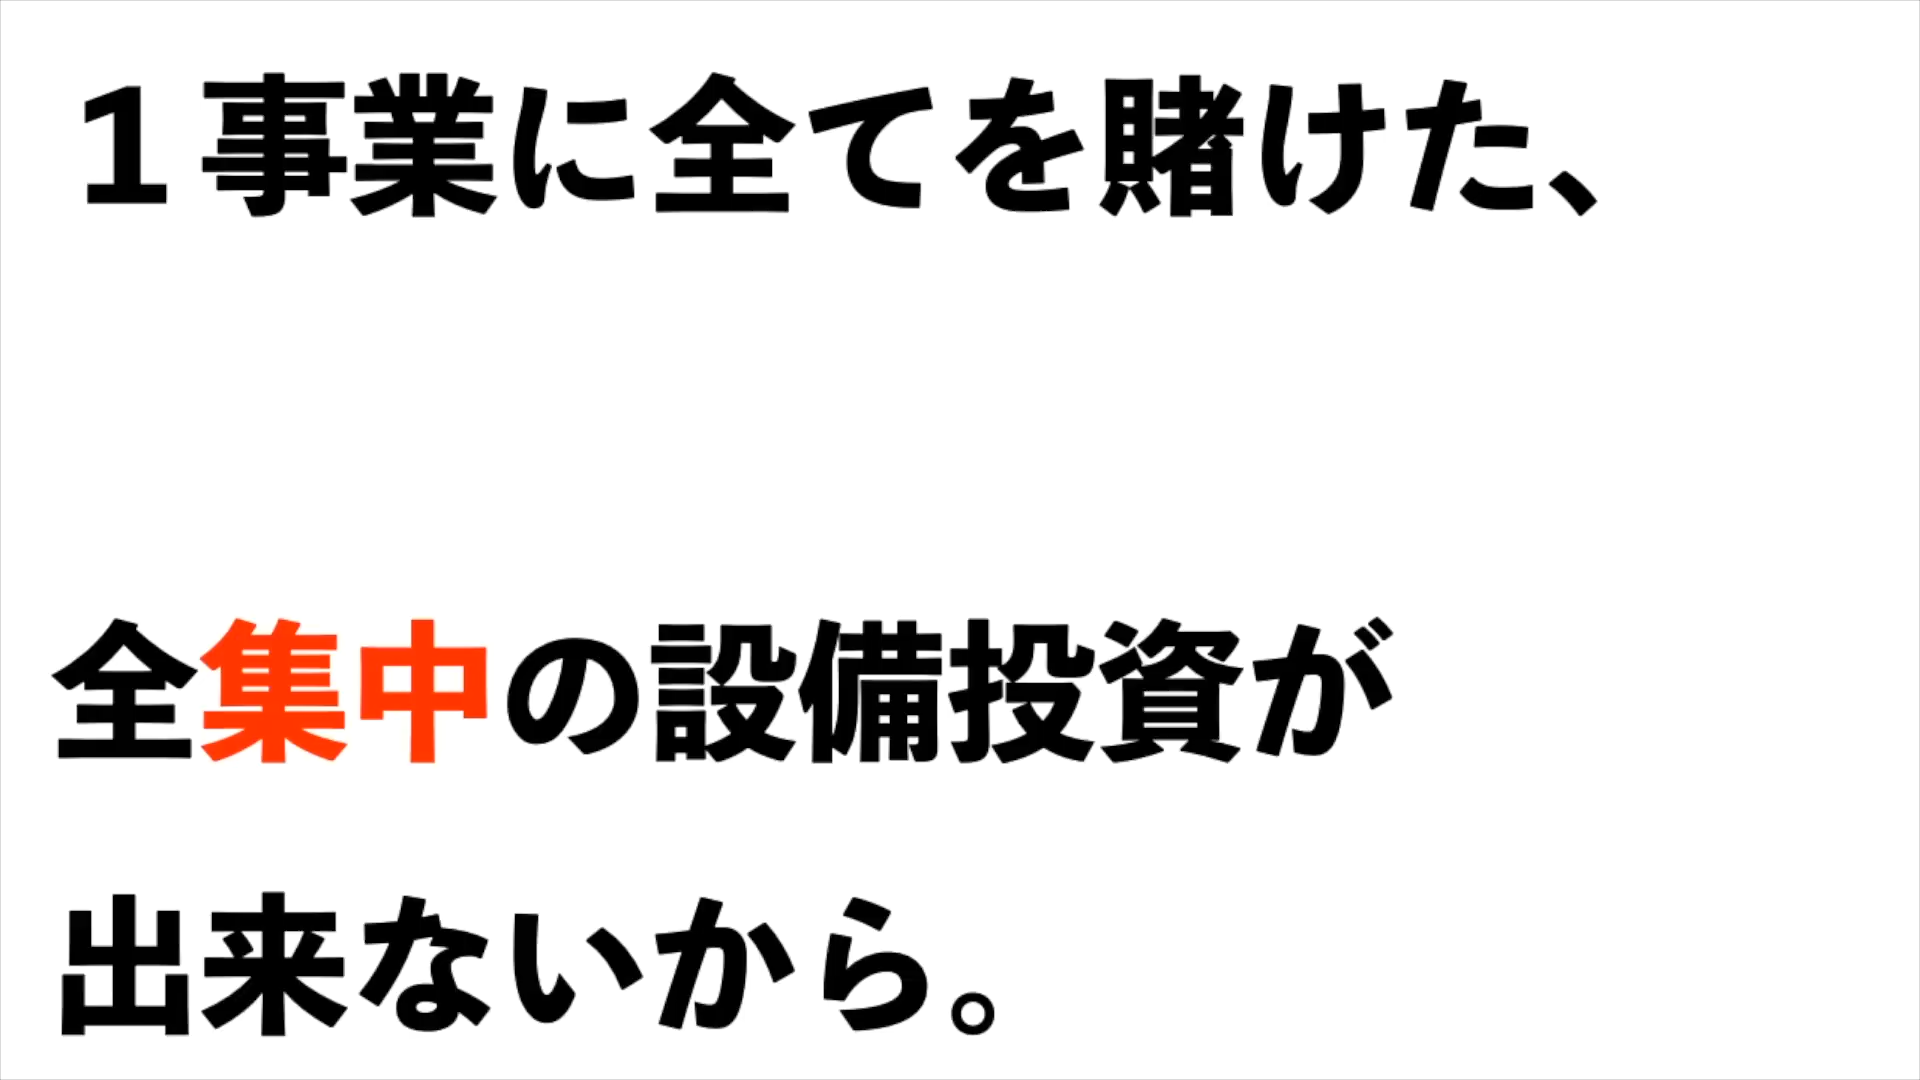 １事業に全てを賭けた、
全集中の設備投資が
出来ないから。